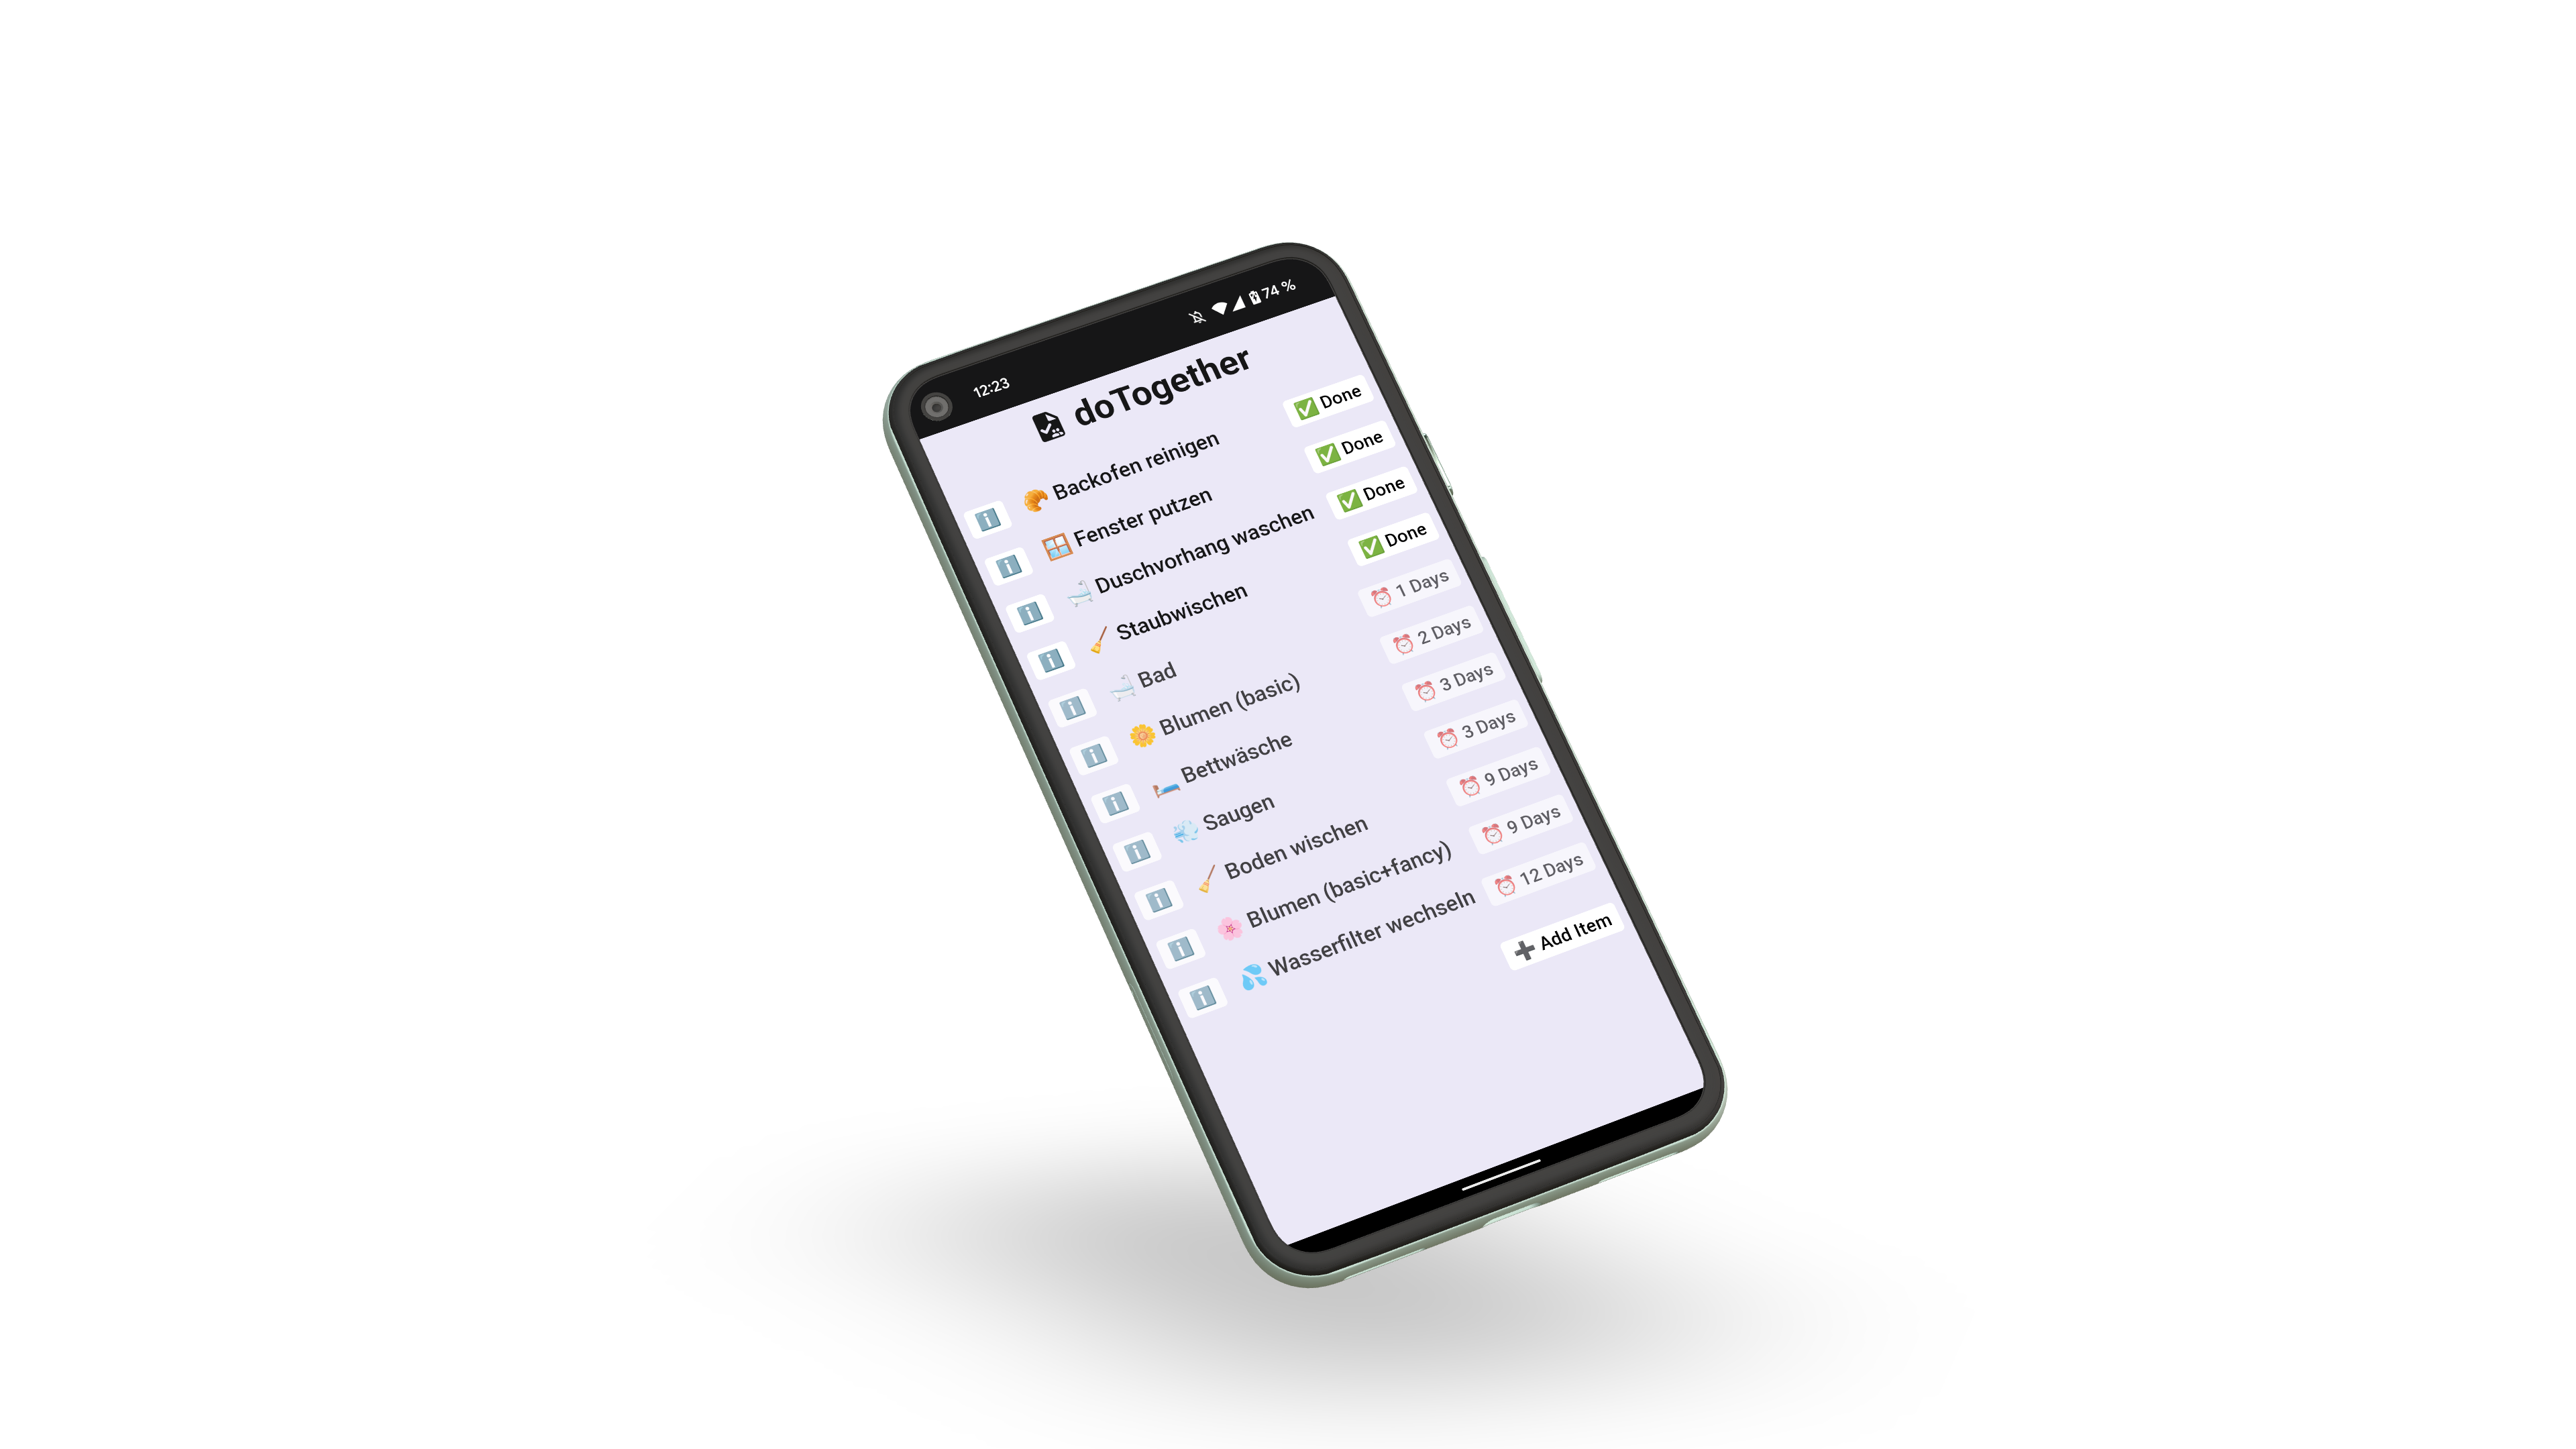 12:23 74 %
doTogether
Backofen reinigen Done
Fenster putzen Done
Duschvorhang waschen Done
Staubwischen Done
Bad 1 Days
Blumen (basic) 2 Days
Bettwäsche 3 Days
Saugen 3 Days
Boden wischen 9 Days
Blumen (basic+fancy) 9 Days
Wasserfilter wechseln 12 Days
Add Item